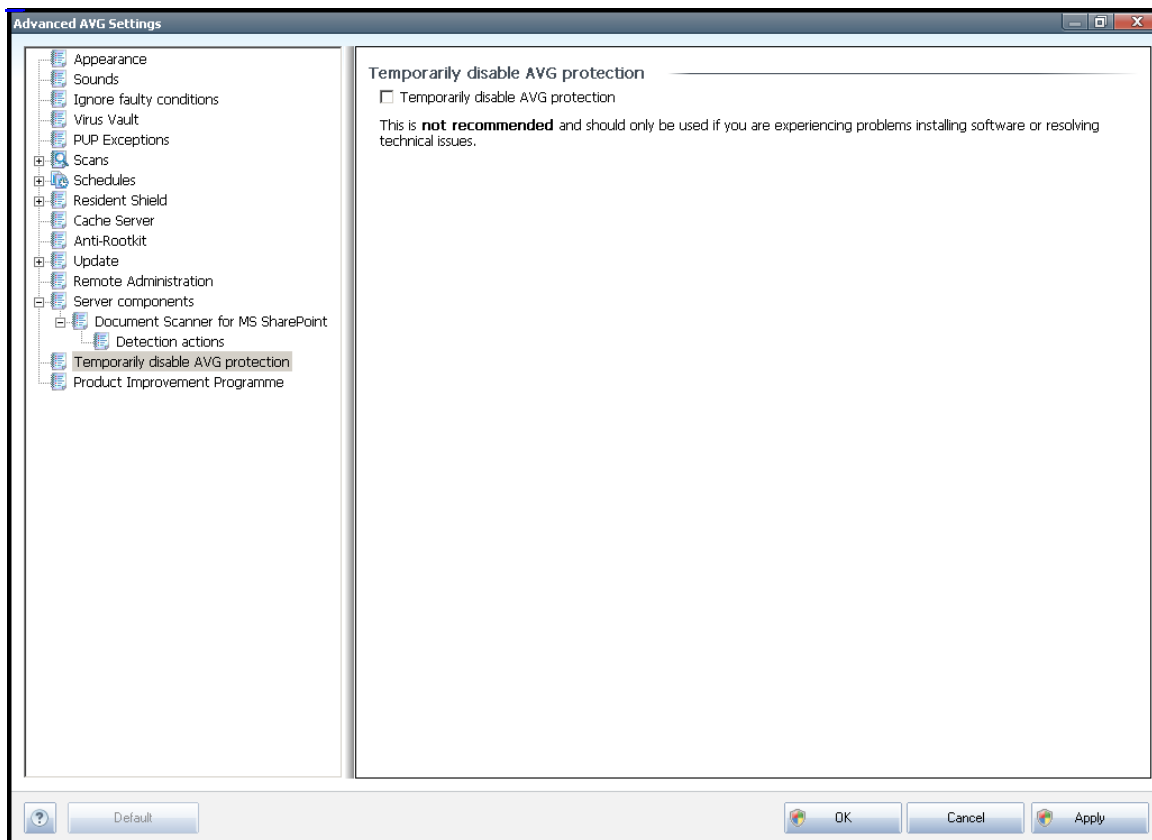 Advanced AVG Settings
Appearance
Sounds
Ignore faulty conditions
Virus Vault
PUP Exceptions
Scans
Schedules
Resident Shield
Cache Server
Anti-Rootkit
Update
Remote Administration
Server components
Document Scanner for MS SharePoint
Detection actions
Temporarily disable AVG protection
Product Improvement Programme
Temporarily disable AVG protection
Temporarily disable AVG protection
This is not recommended and should only be used if you are experiencing problems installing software or resolving
technical issues.
?
Default
OK
Cancel
Apply